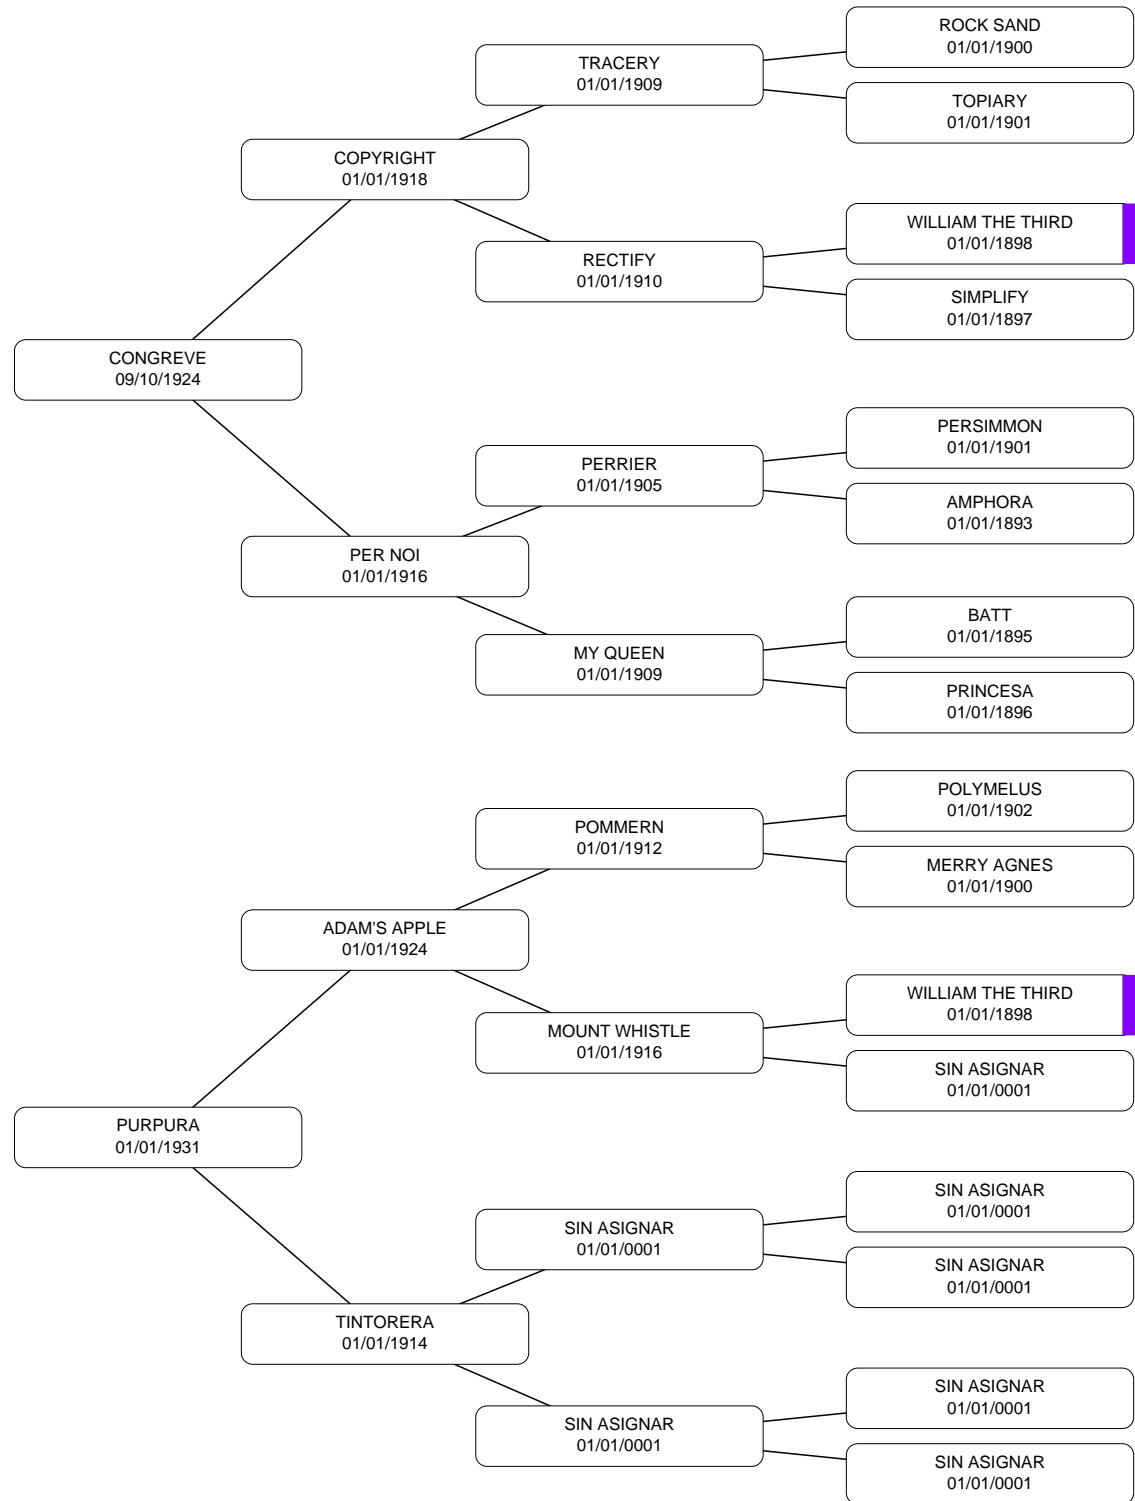 ROCK SAND
01/01/1900
TRACERY
01/01/1909
TOPIARY
01/01/1901
COPYRIGHT
01/01/1918
WILLIAM THE THIRD
01/01/1898
RECTIFY
01/01/1910
SIMPLIFY
01/01/1897
CONGREVE
09/10/1924
PERSIMMON
01/01/1901
PERRIER
01/01/1905
AMPHORA
01/01/1893
PER NOI
01/01/1916
BATT
01/01/1895
MY QUEEN
01/01/1909
PRINCESA
01/01/1896
POLYMELUS
01/01/1902
POMMERN
01/01/1912
MERRY AGNES
01/01/1900
ADAM'S APPLE
01/01/1924
WILLIAM THE THIRD
01/01/1898
MOUNT WHISTLE
01/01/1916
SIN ASIGNAR
01/01/0001
PURPURA
01/01/1931
SIN ASIGNAR
01/01/0001
SIN ASIGNAR
01/01/0001
SIN ASIGNAR
01/01/0001
TINTORERA
01/01/1914
SIN ASIGNAR
01/01/0001
SIN ASIGNAR
01/01/0001
SIN ASIGNAR
01/01/0001